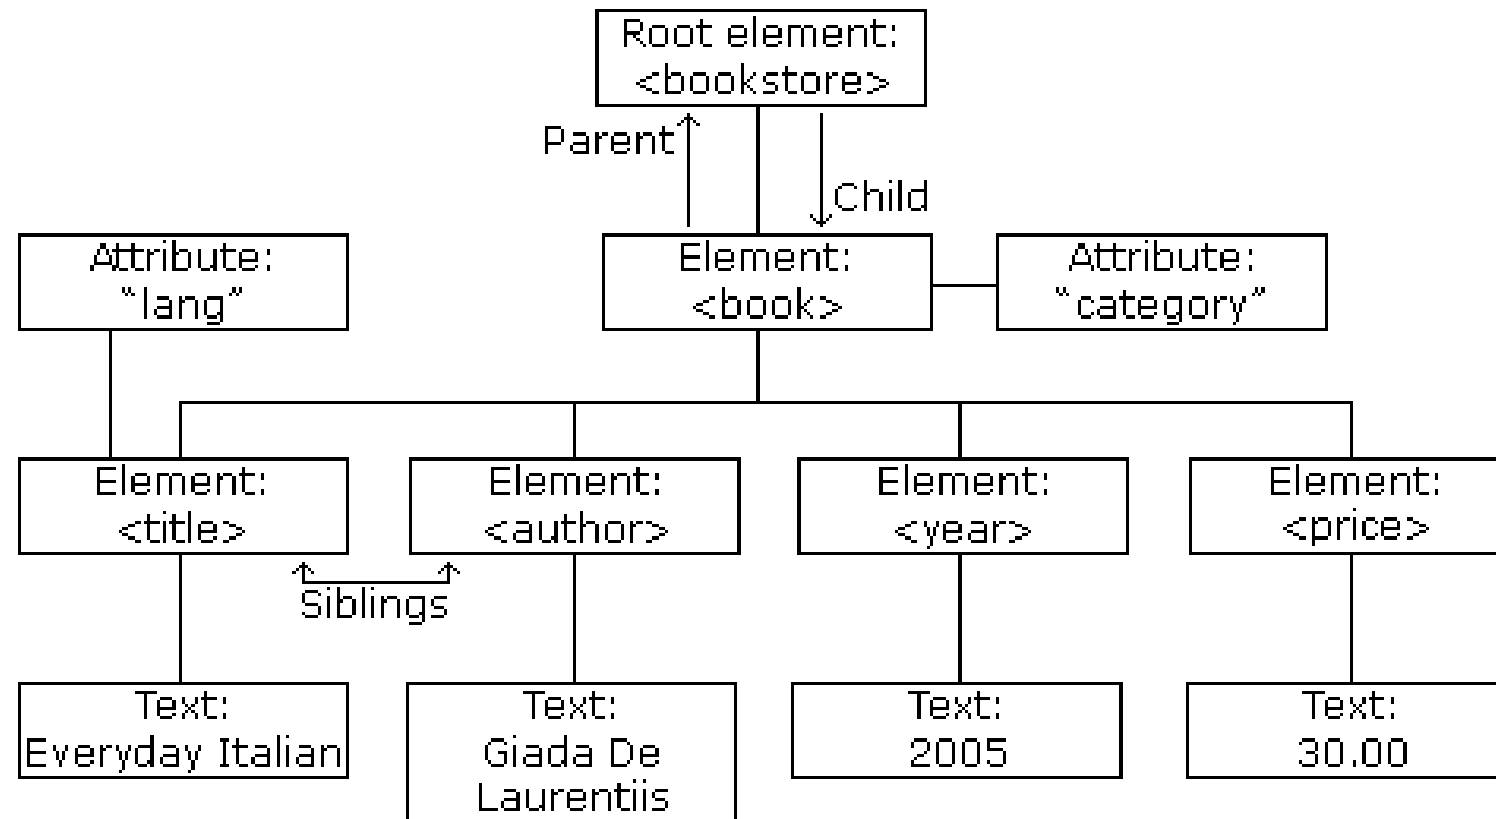 Root element:
<bookstore>
Parent
Child
Attribute:
"lang"
Element:
<book>
Attribute:
"category"
Element:
<title>
Element:
<author>
Element:
<year>
Element:
<price>
Siblings
Text:
Everyday Italian
Text:
Giada De
Laurentiis
Text:
2005
Text:
30.00